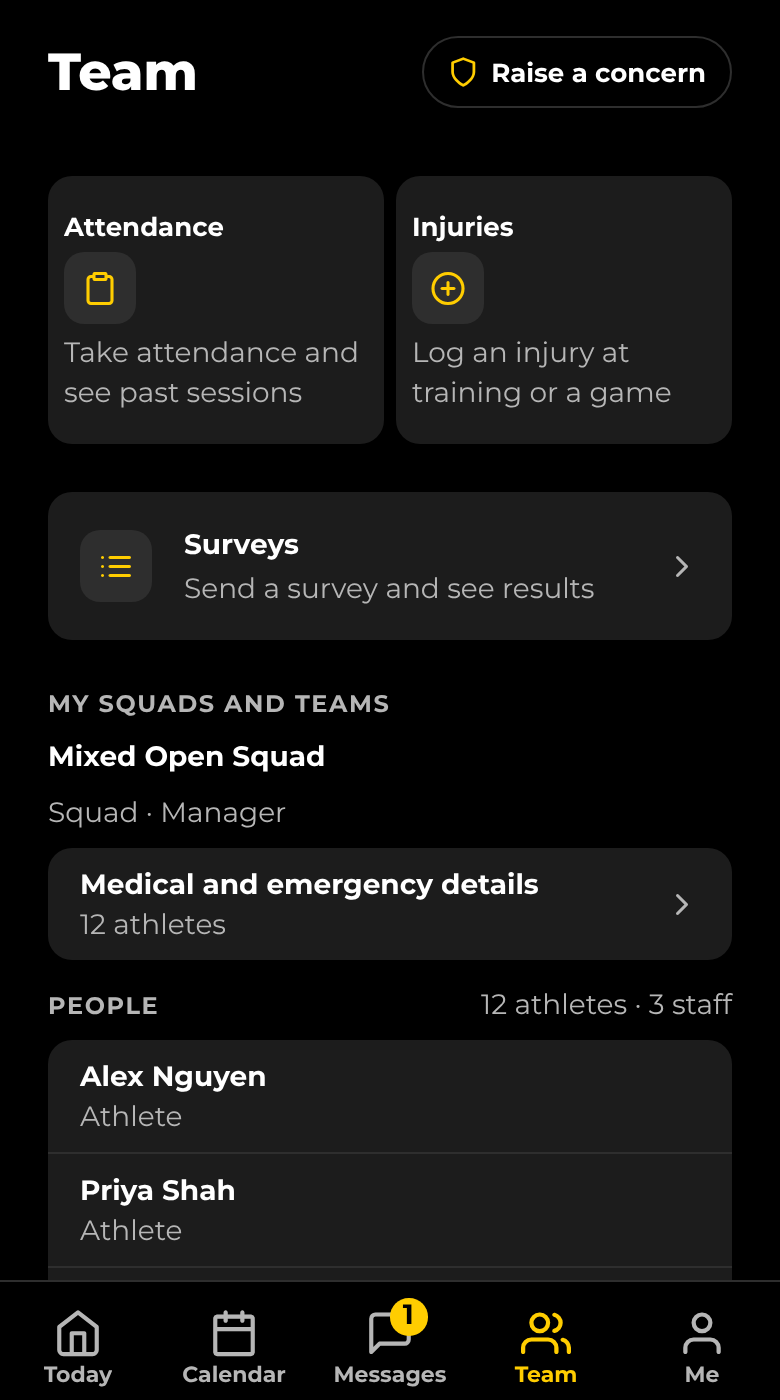 Team
Raise a concern
Attendance
Take attendance and
see past sessions
Injuries
Log an injury at
training or a game
Surveys
Send a survey and see results
MY SQUADS AND TEAMS
Mixed Open Squad
Squad · Manager
Medical and emergency details
12 athletes
PEOPLE
12 athletes · 3 staff
Alex Nguyen
Athlete
Priya Shah
Athlete
1
Today
Calendar
Messages
Team
Me